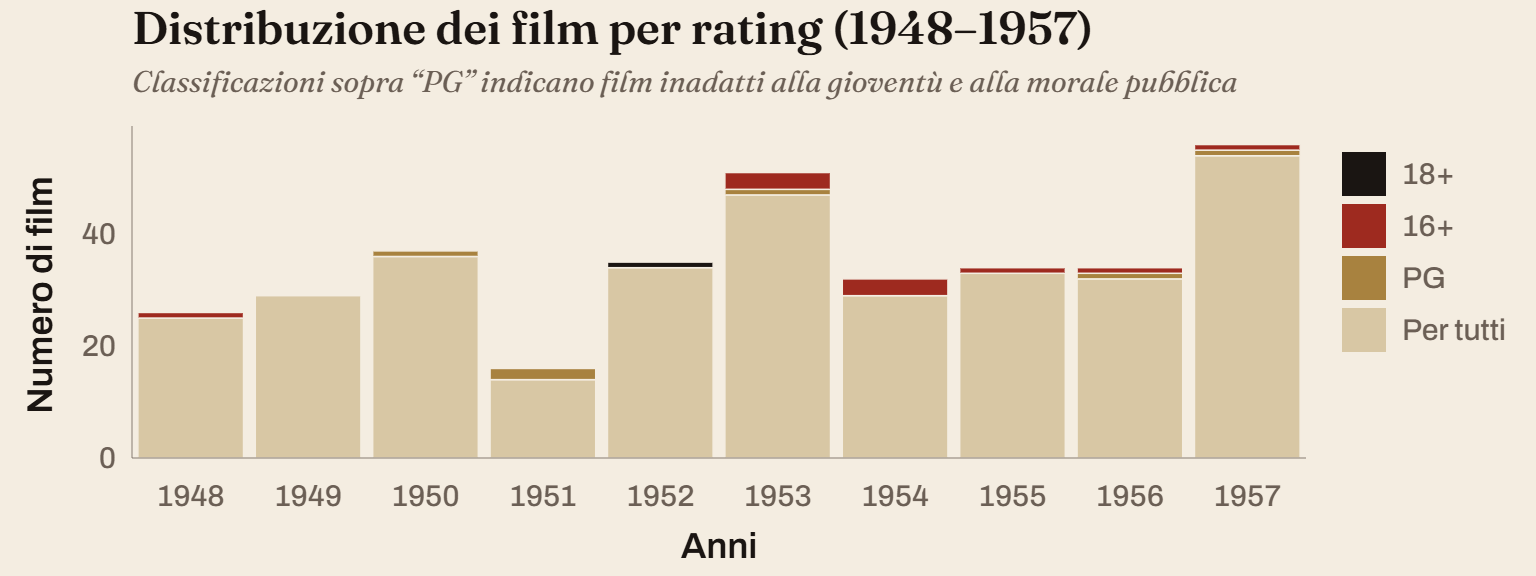 Distribuzione dei film per rating (1948–1957)
Classificazioni sopra “PG” indicano film inadatti alla gioventù e alla morale pubblica
Numero di film
40
20
0
1948 1949 1950 1951 1952 1953 1954 1955 1956 1957
Anni
18+
16+
PG
Per tutti